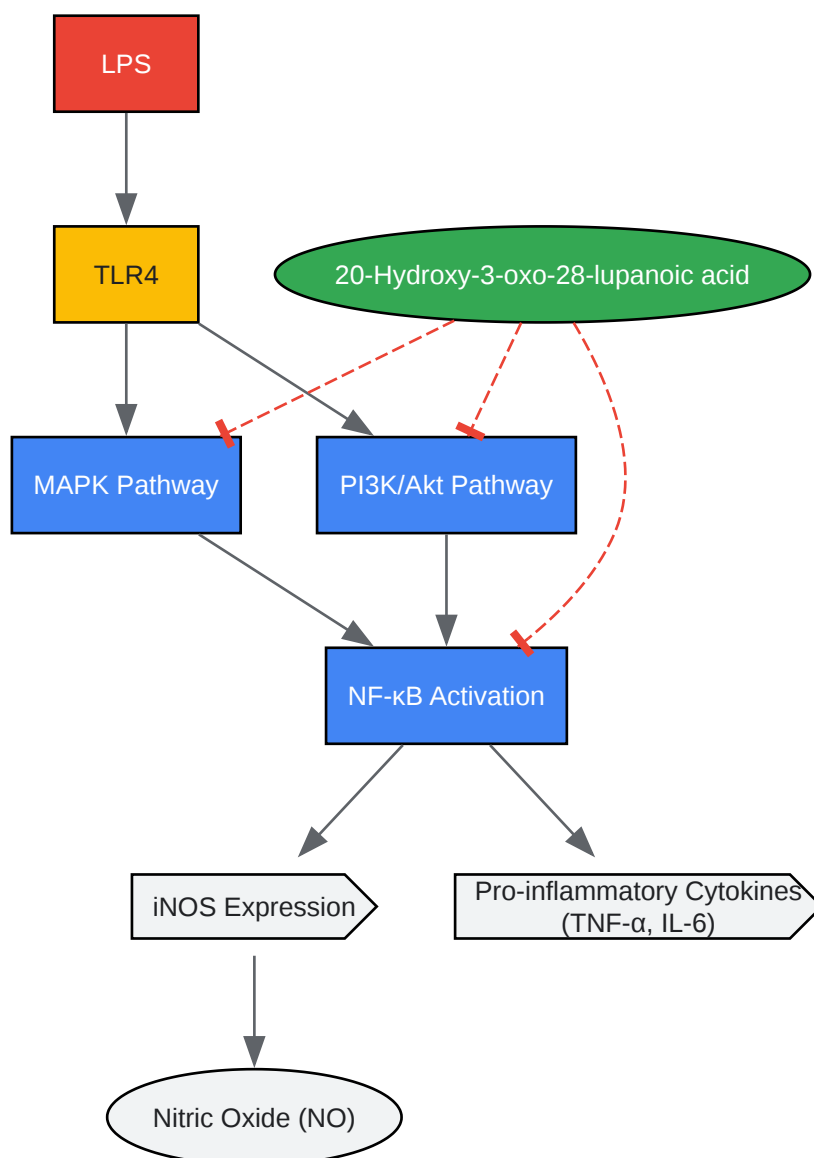 LPS
TLR4
20-Hydroxy-3-oxo-28-lupanoic acid
MAPK Pathway
PI3K/Akt Pathway
NF-κB Activation
iNOS Expression
Pro-inflammatory Cytokines
(TNF-α, IL-6)
Nitric Oxide (NO)